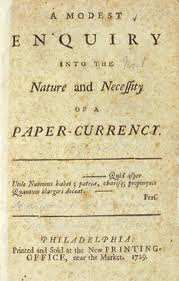 A MODEST
ENQUIRY
INTO THE
Nature and Neceſſity
OF A
PAPER-CURRENCY.
Quid aſper
Utile Nummus habet; patriæ, chariſq; propinquis
Quantum elargiri deceat.
Perſ.
PHILADELPHIA:
Printed and Sold at the New PRINTING-
OFFICE, near the Market. 1729.